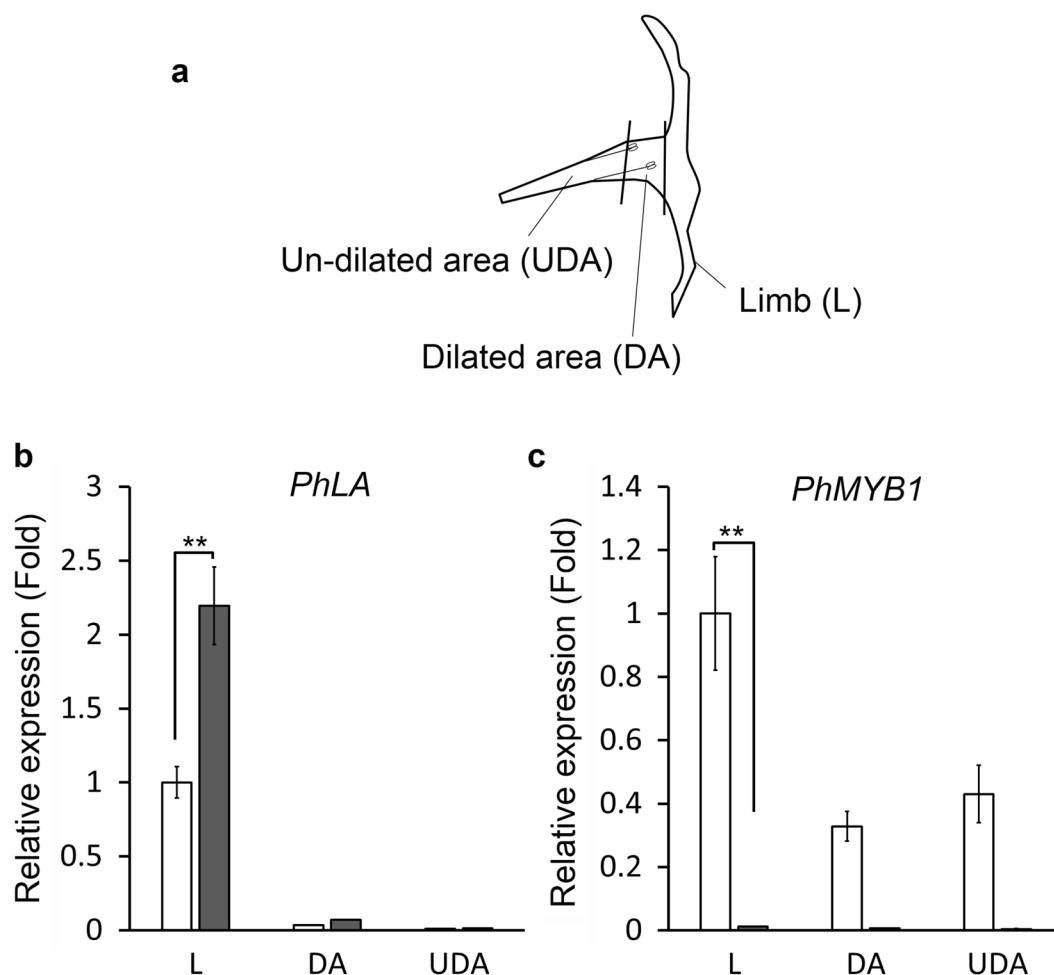 a
Un-dilated area (UDA)
Limb (L)
Dilated area (DA)
b
PhLA
Relative expression (Fold)
3
2.5
2
1.5
1
0.5
0
**
L DA UDA
c
PhMYB1
Relative expression (Fold)
1.4
1.2
1
0.8
0.6
0.4
0.2
0
**
L DA UDA